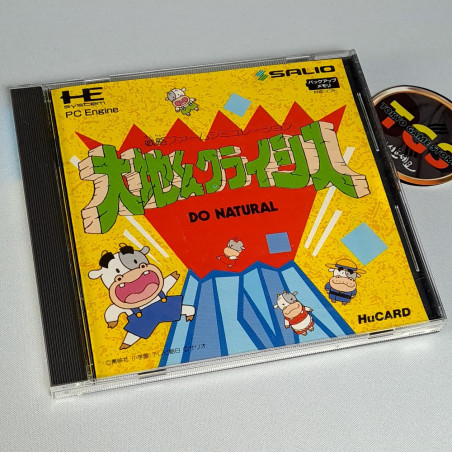 HE
SYSTEM
PC Engine
SALIO
バックアップ
メモリ
大地くんクライシス
DO NATURAL
HuCARD